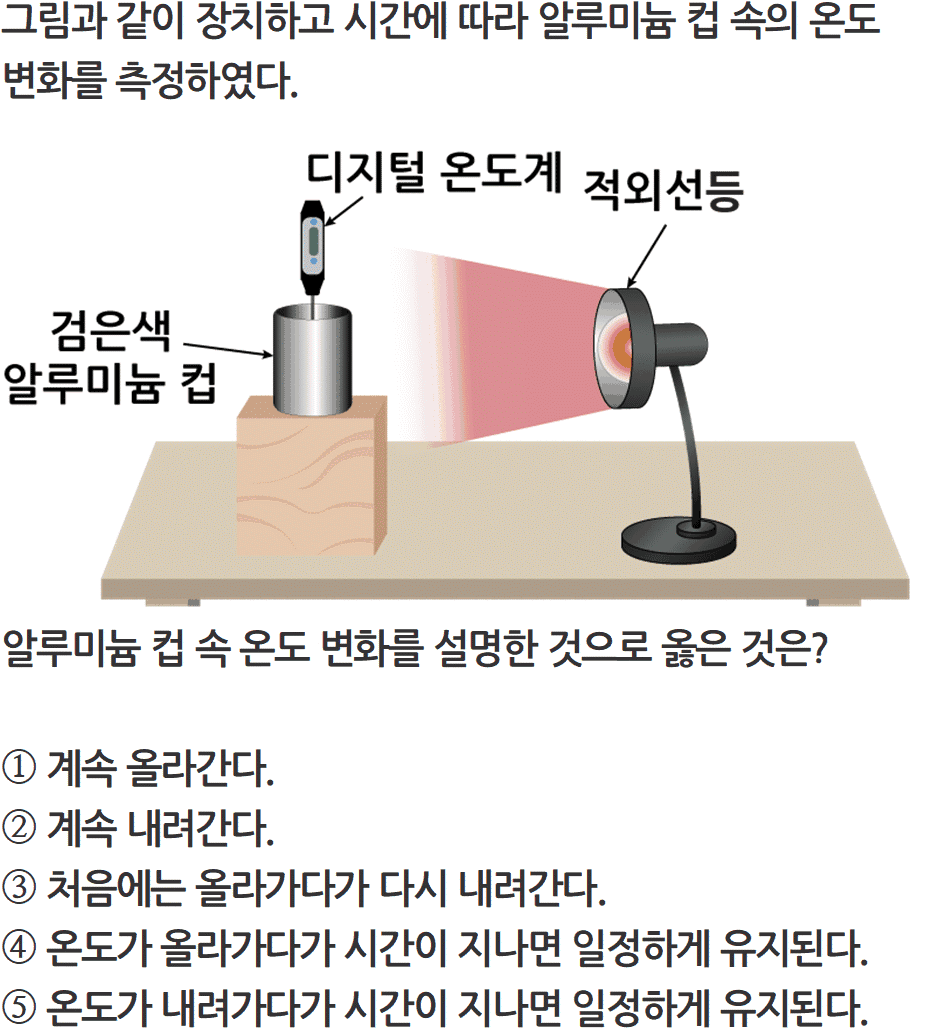 그림과 같이 장치하고 시간에 따라 알루미늄 컵 속의 온도
변화를 측정하였다.
디지털 온도계
적외선등
검은색
알루미늄 컵
알루미늄 컵 속 온도 변화를 설명한 것으로 옳은 것은?
① 계속 올라간다.
② 계속 내려간다.
③ 처음에는 올라가다가 다시 내려간다.
④ 온도가 올라가다가 시간이 지나면 일정하게 유지된다.
⑤ 온도가 내려가다가 시간이 지나면 일정하게 유지된다.